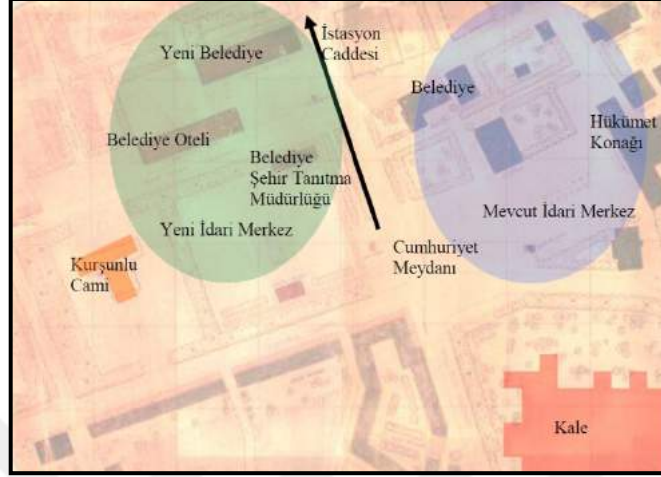 İstasyon
Caddesi
Yeni Belediye
Belediye
Hükümet
Konağı
Belediye Oteli
Belediye
Şehir Tanıtma
Müdürlüğü
Mevcut İdari Merkez
Yeni İdari Merkez
Cumhuriyet
Meydanı
Kurşunlu
Cami
Kale